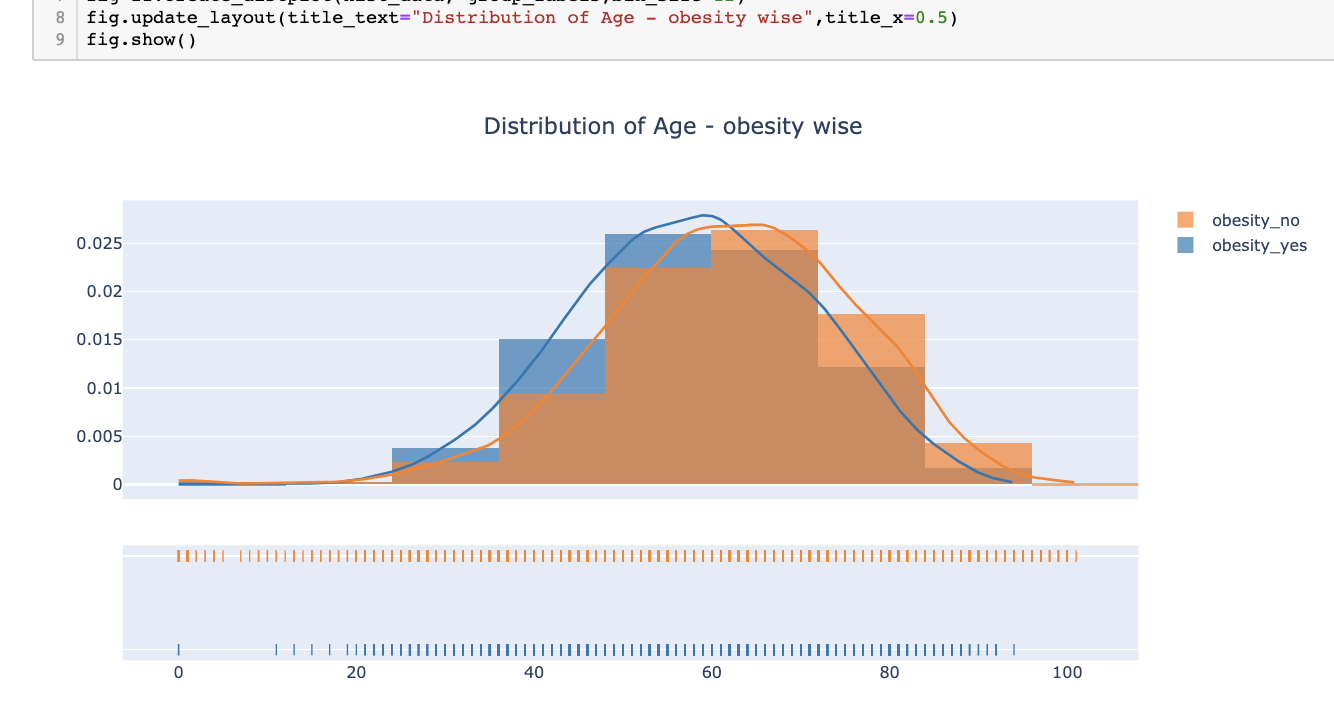 8 fig.update_layout(title_text="Distribution of Age - obesity wise",title_x=0.5)
9 fig.show()
Distribution of Age - obesity wise
obesity_no
obesity_yes
0.025
0.02
0.015
0.01
0.005
0
0 20 40 60 80 100